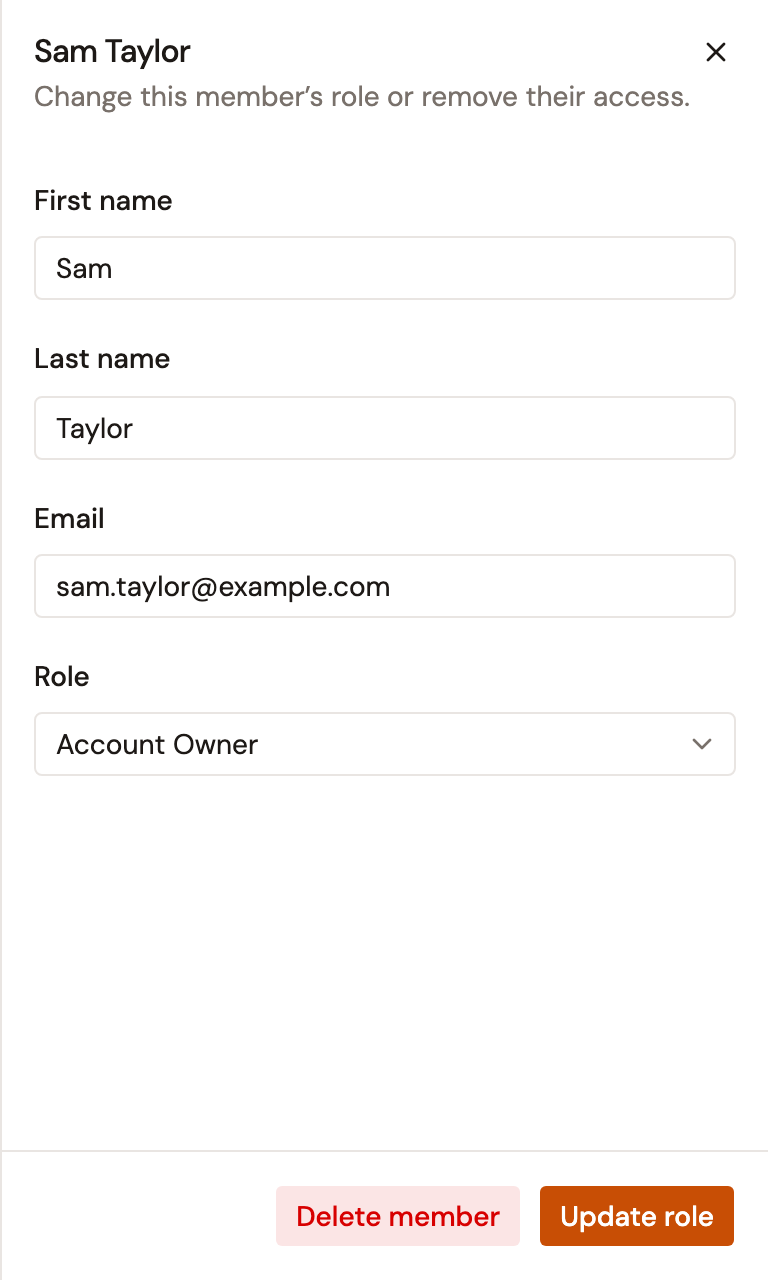 Sam Taylor
Change this member’s role or remove their access.
First name
Sam
Last name
Taylor
Email
sam.taylor@example.com
Role
Account Owner
Delete member
Update role